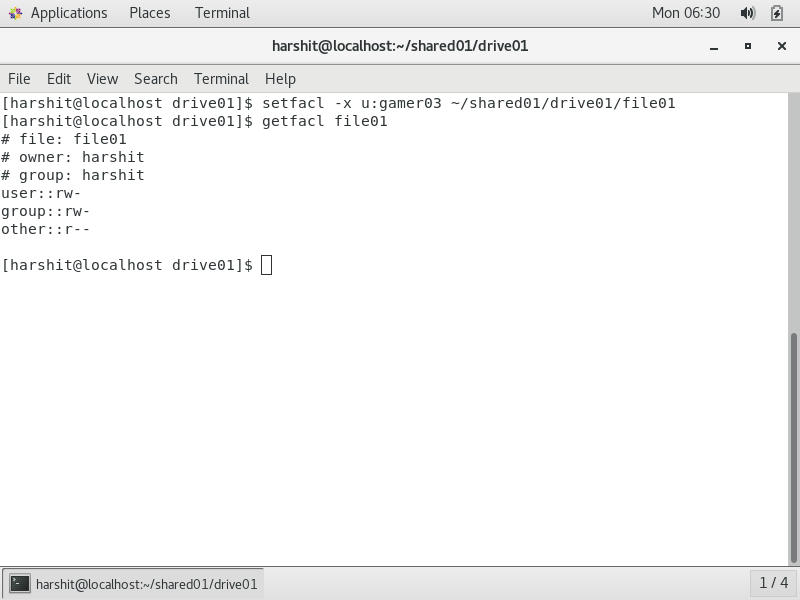 Applications Places Terminal Mon 06:30
harshit@localhost:~/shared01/drive01
File Edit View Search Terminal Help
[harshit@localhost drive01]$ setfacl -x u:gamer03 ~/shared01/drive01/file01
[harshit@localhost drive01]$ getfacl file01
# file: file01
# owner: harshit
# group: harshit
user::rw-
group::rw-
other::r--
[harshit@localhost drive01]$
harshit@localhost:~/shared01/drive01 1 / 4